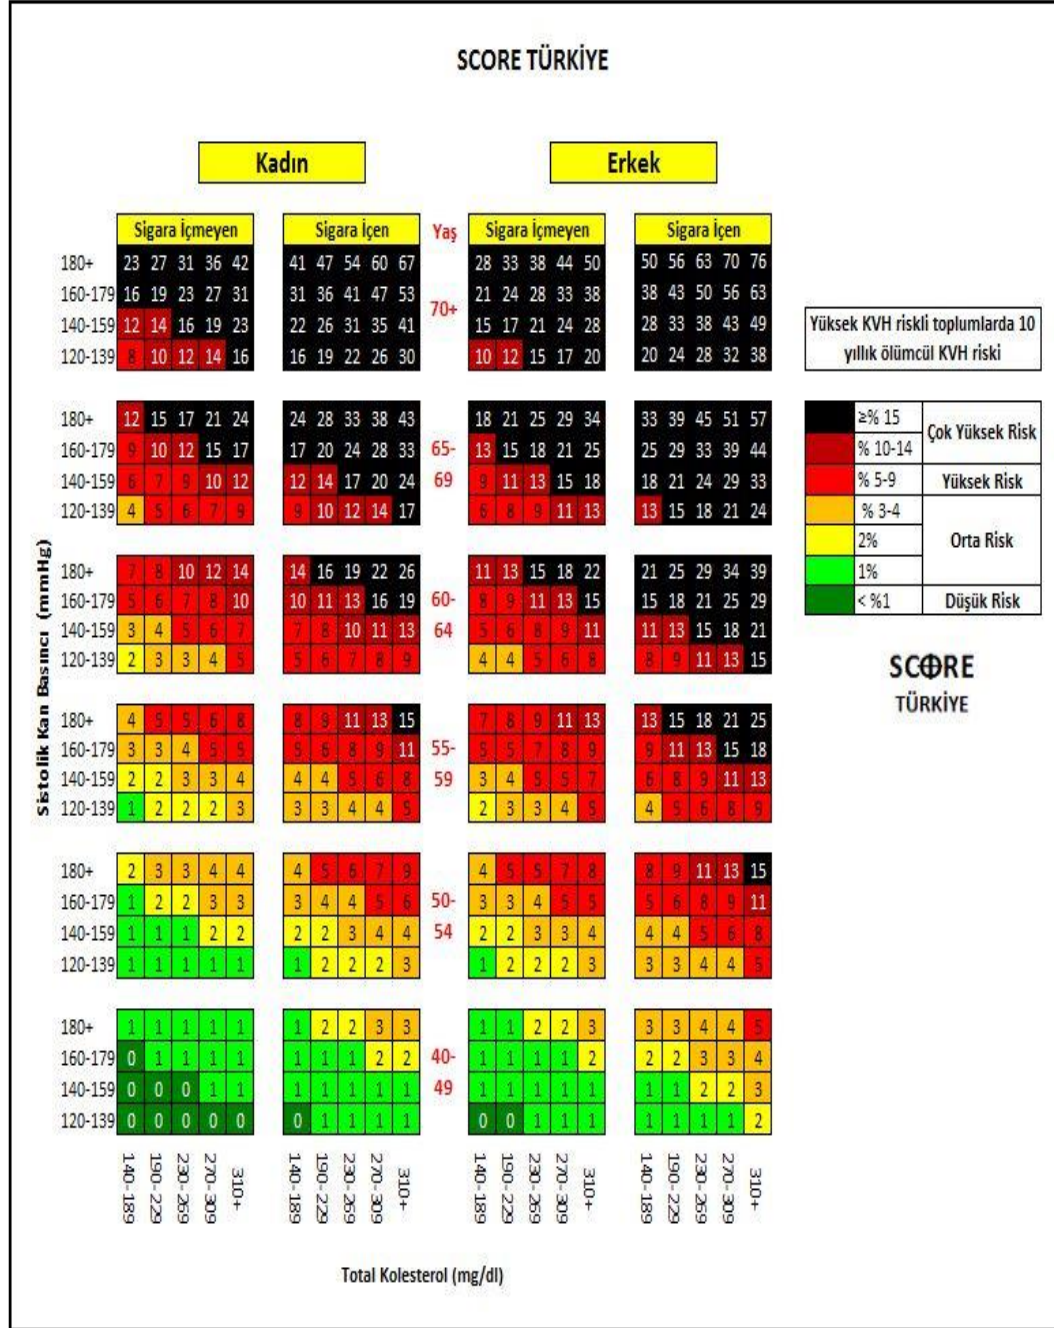 SCORE TÜRKİYE
Kadın Erkek
Sigara İçmeyen Sigara İçen Yaş Sigara İçmeyen Sigara İçen
180+ 23 27 31 36 42 41 47 54 60 67 28 33 38 44 50 50 56 63 70 76
160-179 16 19 23 27 31 31 36 41 47 53 70+ 21 24 28 33 38 38 43 50 56 63
140-159 12 14 16 19 23 22 26 31 35 41 15 17 21 24 28 28 33 38 43 49
120-139 8 10 12 14 16 16 19 22 26 30 10 12 15 17 20 20 24 28 32 38
180+ 12 15 17 21 24 24 28 33 38 43 18 21 25 29 34 33 39 45 51 57
160-179 9 10 12 15 17 17 20 24 28 33 65- 13 15 18 21 25 25 29 33 39 44
140-159 6 7 9 10 12 12 14 17 20 24 69 9 11 13 15 18 18 21 24 29 33
120-139 4 5 6 7 9 9 10 12 14 17 6 8 9 11 13 13 15 18 21 24
180+ 7 8 10 12 14 14 16 19 22 26 11 13 15 18 22 21 25 29 34 39
160-179 5 6 7 8 10 10 11 13 16 19 60- 8 9 11 13 15 15 18 21 25 29
140-159 3 4 5 6 7 7 8 10 11 13 64 5 6 8 9 11 11 13 15 18 21
120-139 2 3 3 4 5 5 6 7 8 9 4 4 5 6 8 8 9 11 13 15
180+ 4 5 5 6 8 8 9 11 13 15 7 8 9 11 13 13 15 18 21 25
160-179 3 3 4 5 5 5 6 8 9 11 55- 5 5 7 8 9 9 11 13 15 18
140-159 2 2 3 3 4 4 4 5 6 8 59 3 4 5 5 7 6 8 9 11 13
120-139 1 2 2 2 3 3 3 4 4 5 2 3 3 4 5 4 5 6 8 9
180+ 2 3 3 4 4 4 5 6 7 9 4 5 5 7 8 8 9 11 13 15
160-179 1 2 2 3 3 3 4 4 5 6 50- 3 3 4 5 5 5 6 8 9 11
140-159 1 1 1 2 2 2 2 3 4 4 54 2 2 3 3 4 4 4 5 6 8
120-139 1 1 1 1 1 1 2 2 2 3 1 2 2 2 3 3 3 4 4 5
180+ 1 1 1 1 1 1 2 2 3 3 1 1 2 2 3 3 3 4 4 5
160-179 0 1 1 1 1 1 1 1 2 2 40- 1 1 1 1 2 2 2 3 3 4
140-159 0 0 0 1 1 1 1 1 1 1 49 1 1 1 1 1 1 1 2 2 3
120-139 0 0 0 0 0 0 1 1 1 1 0 0 1 1 1 1 1 1 1 2
140-189 190-229 230-269 270-309 310+ 140-189 190-229 230-269 270-309 310+ 140-189 190-229 230-269 270-309 310+ 140-189 190-229 230-269 270-309 310+
Total Kolesterol (mg/dl)
Sistolik Kan Basıncı (mmHg)
Yüksek KVH riskli toplumlarda 10
yıllık ölümcül KVH riski
≥% 15 Çok Yüksek Risk
% 10-14
% 5-9 Yüksek Risk
% 3-4
2% Orta Risk
1%
< %1 Düşük Risk
SCORE
TÜRKİYE